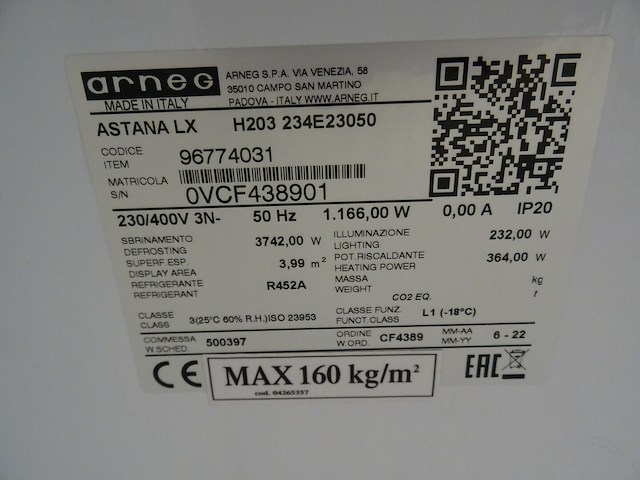 arneg
MADE IN ITALY
ARNEG S.P.A. VIA VENEZIA, 58
35010 CAMPO SAN MARTINO
PADOVA - ITALY WWW.ARNEG.IT
ASTANA LX H203 234E23050
CODICE
ITEM 96774031
MATRICOLA
S/N 0VCF438901
230/400V 3N- 50 Hz 1.166,00 W 0,00 A IP20
SBRINAMENTO
DEFROSTING 3742,00 W
SUPERF.ESP.
DISPLAY AREA 3,99 m²
REFRIGERANTE
REFRIGERANT R452A
ILLUMINAZIONE
LIGHTING 232,00 W
POT.RISCALDANTE
HEATING POWER 364,00 W
MASSA
WEIGHT kg
CO2 EQ. t
CLASSE
CLASS 3(25°C 60% R.H.)ISO 23953
CLASSE FUNZ.
FUNCT.CLASS L1 (-18°C)
COMMESSA
W.SCHED. 500397
ORDINE
W.ORD. CF4389
MM-AA
MM-YY 6 - 22
CE
MAX 160 kg/m²
cod. 04265357
EAC